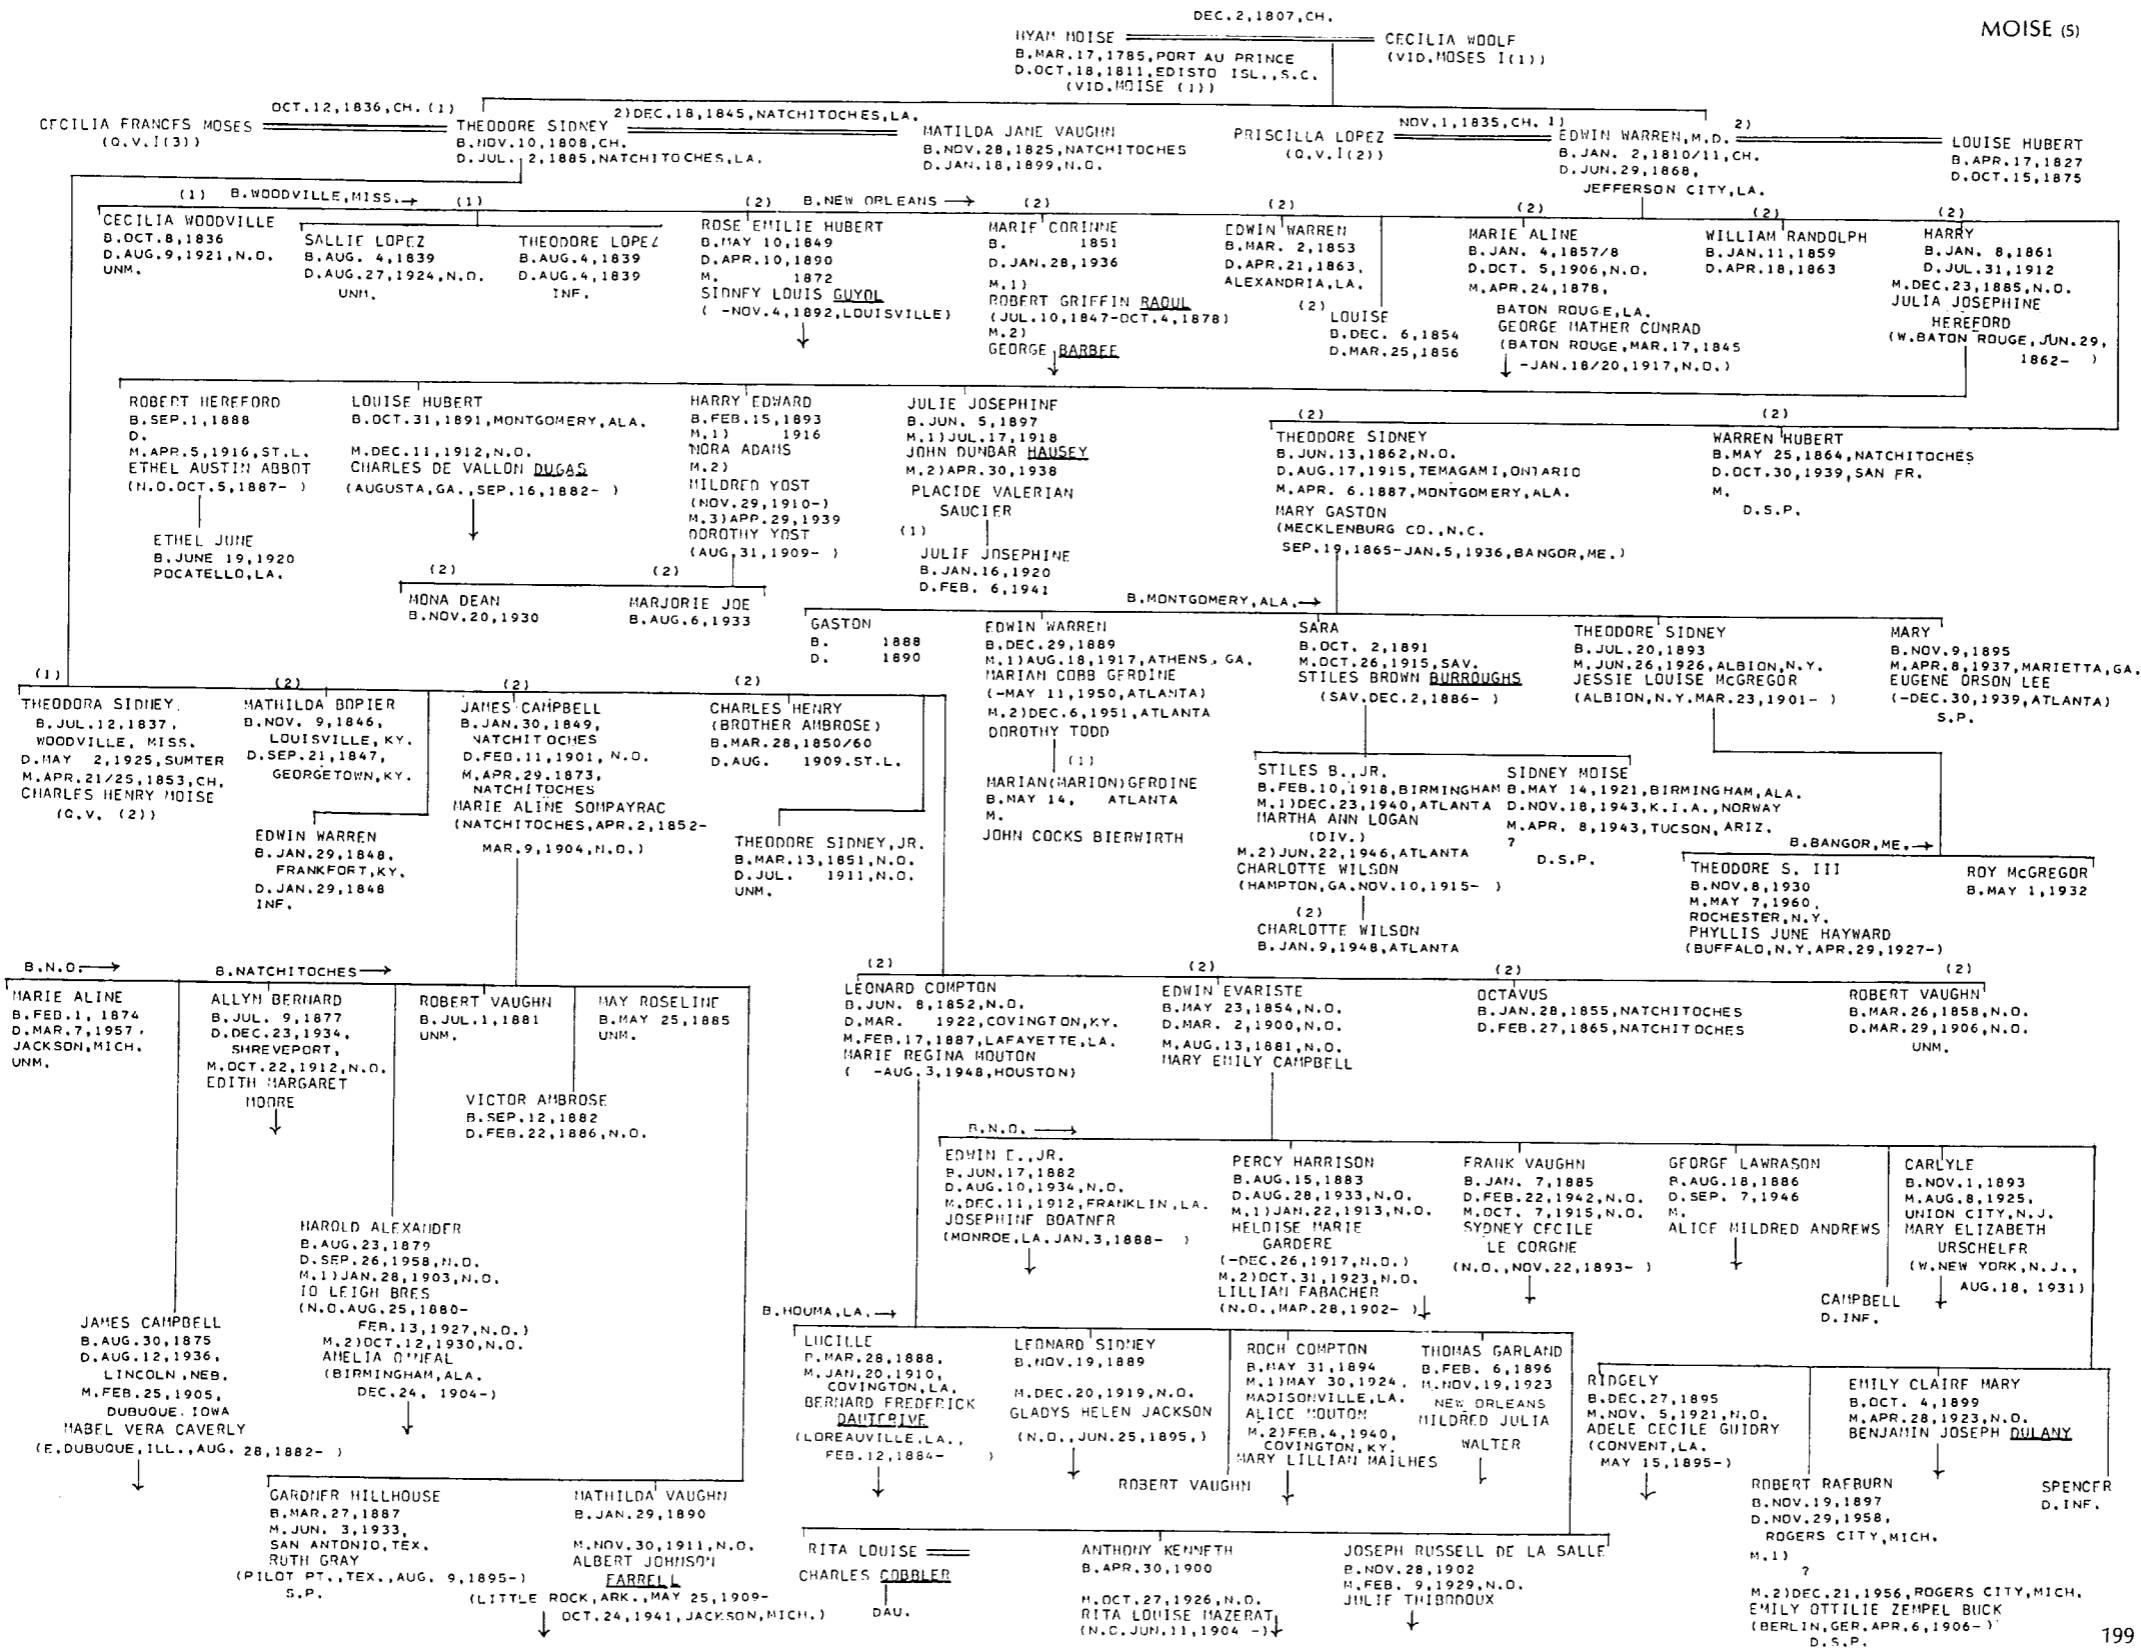 MOISE (5)
DEC.2,1807,CH.
HYAM MOISE
B.MAR.17,1785,PORT AU PRINCE
D.OCT.18,1811,EDISTO ISL.,S.C.
(VID.MOISE (1))
CECILIA WOOLF
(VID.MOSES I(1))
OCT.12,1836,CH. (1)
CECILIA FRANCES MOSES
(Q.V.I(3))
THEODORE SIDNEY
B.NOV.10,1808,CH.
D.JUL. 2,1885,NATCHITOCHES,LA.
2)DEC.18,1845,NATCHITOCHES,LA.
MATILDA JANE VAUGHN
B.NOV.28,1825,NATCHITOCHES
D.JAN.18,1899,N.O.
PRISCILLA LOPEZ
(Q.V.I(2))
NOV.1,1835,CH. 1)
EDWIN WARREN,M.D.
B.JAN. 2,1810/11,CH.
D.JUN.29,1868,
JEFFERSON CITY,LA.
2)
LOUISE HUBERT
B.APR.17,1827
D.OCT.15,1875
(1) B.WOODVILLE,MISS.→ (1)
(2) B.NEW ORLEANS → (2)
(2)
(2)
(2)
(2)
CECILIA WOODVILLE
B.OCT.8,1836
D.AUG.9,1921,N.O.
UNM.
SALLIE LOPEZ
B.AUG. 4,1839
D.AUG.27,1924,N.O.
UNM.
THEODORE LOPEZ
B.AUG.4,1839
D.AUG.4,1839
INF.
ROSE EMILIE HUBERT
B.MAY 10,1849
D.APR.10,1890
M. 1872
SIDNEY LOUIS GUYOL
( -NOV.4,1892,LOUISVILLE)
MARIE CORINNE
B. 1851
D.JAN.28,1936
M.1)
ROBERT GRIFFIN RAOUL
(JUL.10,1847-OCT.4,1878)
M.2)
GEORGE BARBEE
EDWIN WARREN
B.MAR. 2,1853
D.APR.21,1863,
ALEXANDRIA,LA.
(2)
LOUISE
B.DEC. 6,1854
D.MAR.25,1856
MARIE ALINE
B.JAN. 4,1857/8
D.OCT. 5,1906,N.O.
M.APR.24,1878,
BATON ROUGE,LA.
GEORGE MATHER CONRAD
(BATON ROUGE,MAR.17,1845
-JAN.18/20,1917,N.O.)
WILLIAM RANDOLPH
B.JAN.11,1859
D.APR.18,1863
HARRY
B.JAN. 8,1861
D.JUL.31,1912
M.DEC.23,1885,N.O.
JULIA JOSEPHINE
HEREFORD
(W.BATON ROUGE,JUN.29,
1862- )
ROBERT HEREFORD
B.SEP.1,1888
D.
M.APR.5,1916,ST.L.
ETHEL AUSTIN ABBOT
(N.O.OCT.5,1887- )
ETHEL JUNE
B.JUNE 19,1920
POCATELLO,LA.
LOUISE HUBERT
B.OCT.31,1891,MONTGOMERY,ALA.
M.DEC.11,1912,N.O.
CHARLES DE VALLON DUGAS
(AUGUSTA,GA.,SEP.16,1882- )
HARRY EDWARD
B.FEB.15,1893
M.1) 1916
NORA ADAMS
M.2)
MILDRED YOST
(NOV.29,1910-)
M.3)APR.29,1939
DOROTHY YOST
(AUG.31,1909- )
(2)
(2)
MONA DEAN
B.NOV.20,1930
MARJORIE JOE
B.AUG.6,1933
JULIE JOSEPHINE
B.JUN. 5,1897
M.1)JUL.17,1918
JOHN DUNBAR HAUSEY
M.2)APR.30,1938
PLACIDE VALERIAN
SAUCIER
(1)
JULIE JOSEPHINE
B.JAN.16,1920
D.FEB. 6,1941
(2)
THEODORE SIDNEY
B.JUN.13,1862,N.O.
D.AUG.17,1915,TEMAGAMI,ONTARIO
M.APR. 6.1887,MONTGOMERY,ALA.
MARY GASTON
(MECKLENBURG CO.,N.C.
SEP.19,1865-JAN.5,1936,BANGOR,ME.)
(2)
WARREN HUBERT
B.MAY 25,1864,NATCHITOCHES
D.OCT.30,1939,SAN FR.
M.
D.S.P.
B.MONTGOMERY,ALA.→
GASTON
B. 1888
D. 1890
EDWIN WARREN
B.DEC.29,1889
M.1)AUG.18,1917,ATHENS, GA.
MARIAN COBB GERDINE
(-MAY 11,1950,ATLANTA)
M.2)DEC.6,1951,ATLANTA
DOROTHY TODD
(1)
MARIAN(MARION)GERDINE
B.MAY 14, ATLANTA
M.
JOHN COCKS BIERWIRTH
SARA
B.OCT. 2,1891
M.OCT.26,1915,SAV.
STILES BROWN BURROUGHS
(SAV.DEC.2,1886- )
THEODORE SIDNEY
B.JUL.20,1893
M.JUN.26,1926,ALBION,N.Y.
JESSIE LOUISE McGREGOR
(ALBION,N.Y.MAR.23,1901- )
MARY
B.NOV.9,1895
M.APR.8,1937,MARIETTA,GA.
EUGENE ORSON LEE
(-DEC.30,1939,ATLANTA)
S.P.
STILES B.,JR.
B.FEB.10,1918,BIRMINGHAM
M.1)DEC.23,1940,ATLANTA
MARTHA ANN LOGAN
(DIV.)
M.2)JUN.22,1946,ATLANTA
CHARLOTTE WILSON
(HAMPTON,GA.NOV.10,1915- )
(2)
CHARLOTTE WILSON
B.JAN.9,1948,ATLANTA
SIDNEY MOISE
B.MAY 14,1921,BIRMINGHAM,ALA.
D.NOV.18,1943,K.I.A.,NORWAY
M.APR. 8,1943,TUCSON,ARIZ.
?
D.S.P.
B.BANGOR,ME.→
THEODORE S. III
B.NOV.8,1930
M.MAY 7,1960,
ROCHESTER,N.Y.
PHYLLIS JUNE HAYWARD
(BUFFALO,N.Y.APR.29,1927-)
ROY McGREGOR
B.MAY 1,1932
(1)
THEODORA SIDNEY.
B.JUL.12,1837,
WOODVILLE, MISS.
D.MAY 2,1925,SUMTER
M.APR.21/25,1853,CH.
CHARLES HENRY MOISE
(Q.V. (2))
(2)
MATHILDA BOPIER
B.NOV. 9,1846,
LOUISVILLE,KY.
D.SEP.21,1847,
GEORGETOWN,KY.
EDWIN WARREN
B.JAN.29,1848,
FRANKFORT,KY.
D.JAN.29,1848
INF.
(2)
JAMES CAMPBELL
B.JAN.30,1849,
NATCHITOCHES
D.FEB.11,1901, N.O.
M.APR.29.1873,
NATCHITOCHES
MARIE ALINE SOMPAYRAC
(NATCHITOCHES,APR.2,1852-
MAR.9,1904,N.O.)
(2)
CHARLES HENRY
(BROTHER AMBROSE)
B.MAR.28,1850/60
D.AUG. 1909.ST.L.
THEODORE SIDNEY,JR.
B.MAR.13,1851,N.O.
D.JUL. 1911,N.O.
UNM.
B.N.O.→
B.NATCHITOCHES→
MARIE ALINE
B.FEB.1, 1874
D.MAR.7,1957,
JACKSON,MICH.
UNM.
ALLYN BERNARD
B.JUL. 9,1877
D.DEC.23,1934,
SHREVEPORT,
M.OCT.22,1912,N.O.
EDITH MARGARET
MOORE
ROBERT VAUGHN
B.JUL.1,1881
UNM.
MAY ROSELINE
B.MAY 25,1885
UNM.
VICTOR AMBROSE
B.SEP.12,1882
D.FEB.22,1886,N.O.
HAROLD ALEXANDER
B.AUG.23,1879
D.SEP.26,1958,N.O.
M.1)JAN.28,1903,N.O.
IO LEIGH BRES
(N.O.AUG.25,1880-
FEB.13,1927,N.O.)
M.2)OCT.12,1930,N.O.
AMELIA O'NEAL
(BIRMINGHAM,ALA.
DEC.24, 1904-)
JAMES CAMPBELL
B.AUG.30,1875
D.AUG.12,1936,
LINCOLN,NEB.
M.FEB.25,1905,
DUBUQUE.IOWA
MABEL VERA CAVERLY
(E.DUBUQUE,ILL.,AUG. 28,1882- )
GARDNER HILLHOUSE
B.MAR.27,1887
M.JUN. 3,1933,
SAN ANTONIO,TEX.
RUTH GRAY
(PILOT PT.,TEX.,AUG. 9,1895-)
S.P.
MATHILDA VAUGHN
B.JAN.29,1890
M.NOV.30,1911,N.O.
ALBERT JOHNSON
FARRELL
(LITTLE ROCK,ARK.,MAY 25,1909-
OCT.24,1941,JACKSON,MICH.)
(2)
LEONARD COMPTON
B.JUN. 8,1852,N.O.
D.MAR. 1922,COVINGTON,KY.
M.FEB.17,1887,LAFAYETTE,LA.
MARIE REGINA MOUTON
( -AUG.3,1948,HOUSTON)
(2)
EDWIN EVARISTE
B.MAY 23,1854,N.O.
D.MAR. 2,1900,N.O.
M.AUG.13,1881,N.O.
MARY EMILY CAMPBELL
(2)
OCTAVUS
B.JAN.28,1855,NATCHITOCHES
D.FEB.27,1865,NATCHITOCHES
(2)
ROBERT VAUGHN
B.MAR.26,1858,N.O.
D.MAR.29,1906,N.O.
UNM.
B.N.O. →
EDWIN E.,JR.
B.JUN.17,1882
D.AUG.10,1934,N.O.
M.DEC.11,1912,FRANKLIN,LA.
JOSEPHINE BOATNER
(MONROE,LA.JAN.3,1888- )
PERCY HARRISON
B.AUG.15,1883
D.AUG.28,1933,N.O.
M.1)JAN.22,1913,N.O.
HELOISE MARIE
GARDERE
(-DEC.26,1917,N.O.)
M.2)OCT.31,1923,N.O.
LILLIAN FABACHER
(N.O.,MAR.28,1902- )
FRANK VAUGHN
B.JAN. 7,1885
D.FEB.22,1942,N.O.
M.OCT. 7,1915,N.O.
SYDNEY CECILE
LE CORGNE
(N.O.,NOV.22,1893- )
GEORGE LAWRASON
B.AUG.18,1886
D.SEP. 7,1946
M.
ALICE MILDRED ANDREWS
CARLYLE
B.NOV.1,1893
M.AUG.8,1925,
UNION CITY,N.J.
MARY ELIZABETH
URSCHELER
(W.NEW YORK,N.J.,
AUG.18, 1931)
CAMPBELL
D.INF.
B.HOUMA,LA.→
LUCILLE
B.MAR.28,1888,
M.JAN.20,1910,
COVINGTON,LA.
BERNARD FREDERICK
DAUTERIVE
(LOREAUVILLE,LA.,
FEB.12,1884- )
LEONARD SIDNEY
B.NOV.19,1889
M.DEC.20,1919,N.O.
GLADYS HELEN JACKSON
(N.O.,JUN.25,1895,)
ROBERT VAUGHN
ROCH COMPTON
B.MAY 31,1894
M.1)MAY 30,1924,
MADISONVILLE,LA.
ALICE MOUTON
M.2)FEB.4,1940,
COVINGTON,KY.
MARY LILLIAN MAILHES
THOMAS GARLAND
B.FEB. 6,1896
M.NOV.19,1923
NEW ORLEANS
MILDRED JULIA
WALTER
RIDGELY
B.DEC.27,1895
M.NOV. 5,1921,N.O.
ADELE CECILE GUIDRY
(CONVENT,LA.
MAY 15,1895-)
EMILY CLAIRE MARY
B.OCT. 4,1899
M.APR.28,1923,N.O.
BENJAMIN JOSEPH DULANY
ROBERT RAEBURN
B.NOV.19,1897
D.NOV.29,1958,
ROGERS CITY,MICH.
M.1)
?
M.2)DEC.21,1956,ROGERS CITY,MICH.
EMILY OTTILIE ZEMPEL BUCK
(BERLIN,GER.APR.6,1906- )
D.S.P.
SPENCER
D.INF.
RITA LOUISE
CHARLES COBBLER
DAU.
ANTHONY KENNETH
B.APR.30,1900
M.OCT.27,1926,N.O.
RITA LOUISE MAZERAT
(N.O.JUN.11,1904 -)
JOSEPH RUSSELL DE LA SALLE
B.NOV.28,1902
M.FEB. 9,1929,N.O.
JULIE THIBODOUX
199